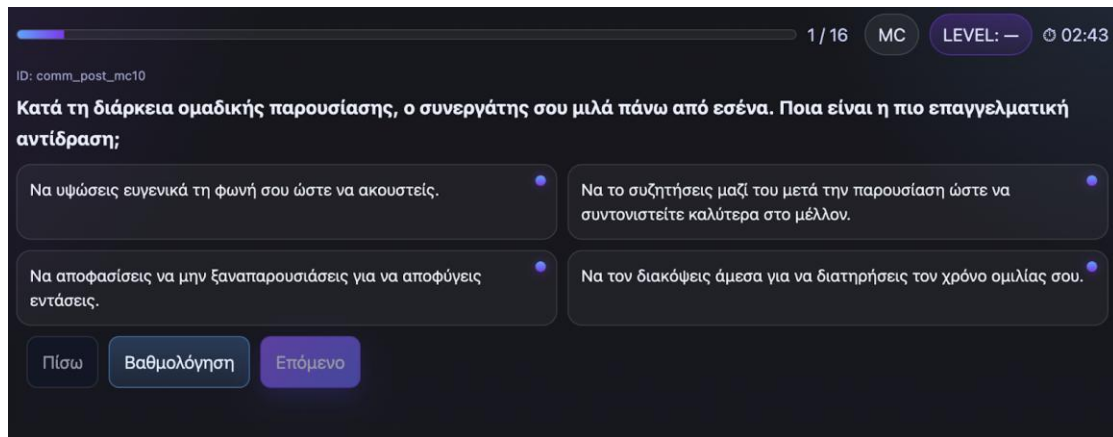 1 / 16 MC LEVEL: — ⏱ 02:43
ID: comm_post_mc10
Κατά τη διάρκεια ομαδικής παρουσίασης, ο συνεργάτης σου μιλά πάνω από εσένα. Ποια είναι η πιο επαγγελματική
αντίδραση;
Να υψώσεις ευγενικά τη φωνή σου ώστε να ακουστείς.
Να το συζητήσεις μαζί του μετά την παρουσίαση ώστε να
συντονιστείτε καλύτερα στο μέλλον.
Να αποφασίσεις να μην ξαναπαρουσιάσεις για να αποφύγεις
εντάσεις.
Να τον διακόψεις άμεσα για να διατηρήσεις τον χρόνο ομιλίας σου.
Πίσω Βαθμολόγηση Επόμενο